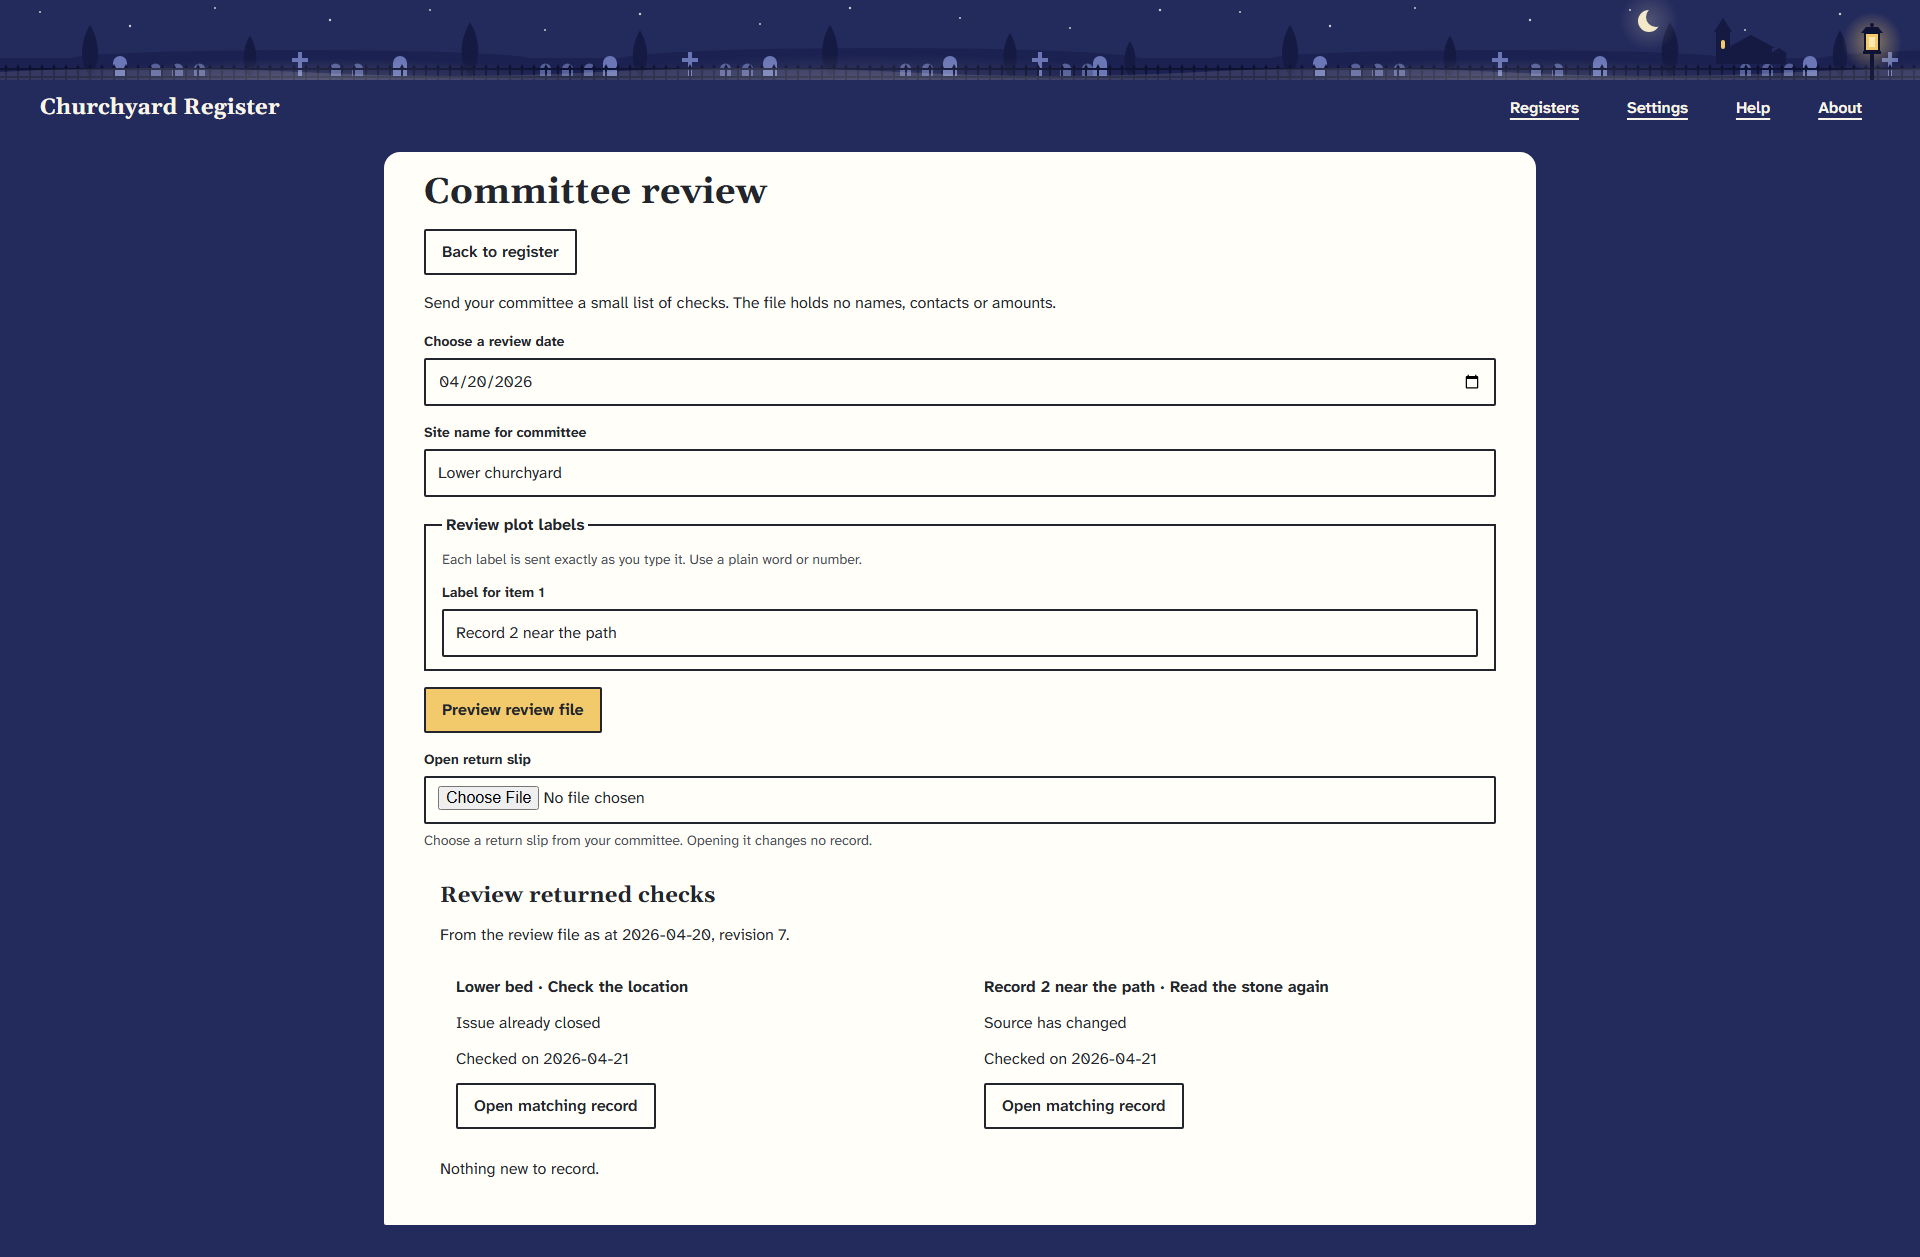 Churchyard Register
Registers Settings Help About
Committee review
Back to register
Send your committee a small list of checks. The file holds no names, contacts or amounts.
Choose a review date
04/20/2026
Site name for committee
Lower churchyard
Review plot labels
Each label is sent exactly as you type it. Use a plain word or number.
Label for item 1
Record 2 near the path
Preview review file
Open return slip
Choose File No file chosen
Choose a return slip from your committee. Opening it changes no record.
Review returned checks
From the review file as at 2026-04-20, revision 7.
Lower bed · Check the location
Issue already closed
Checked on 2026-04-21
Open matching record
Record 2 near the path · Read the stone again
Source has changed
Checked on 2026-04-21
Open matching record
Nothing new to record.